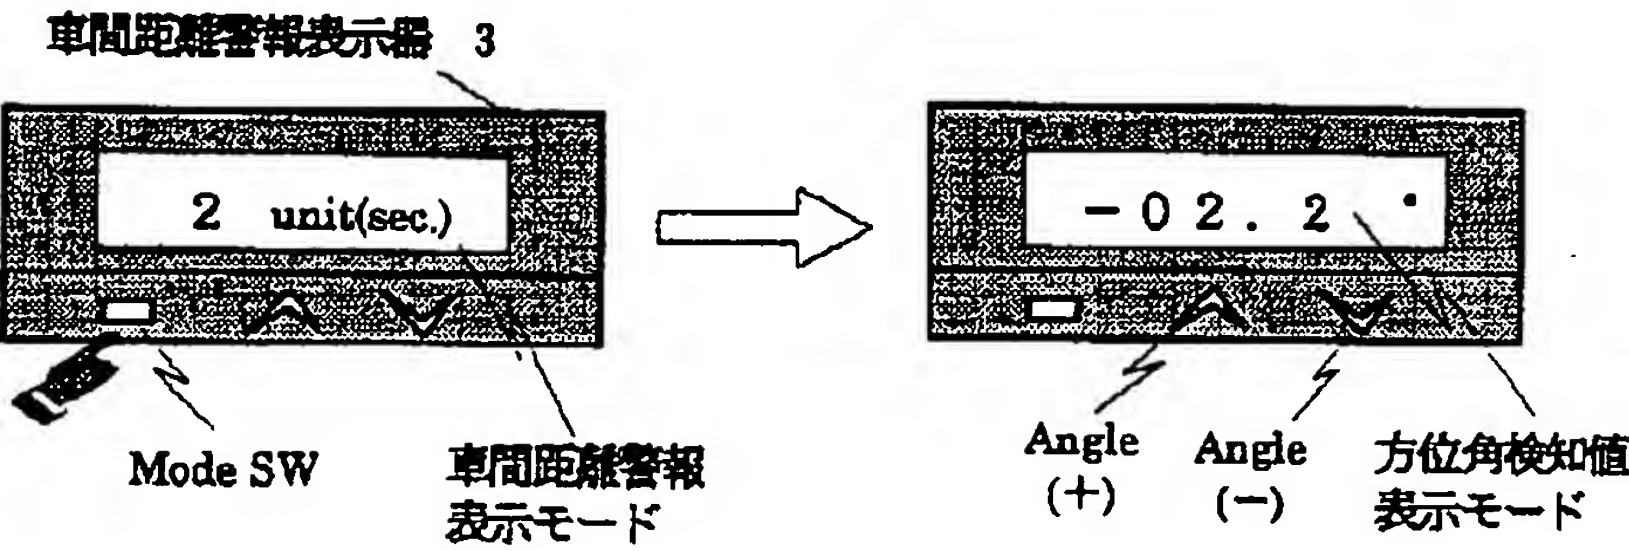 車間距離警報表示器 3
2 unit(sec.)
-02.2 °
Mode SW
車間距離警報
表示モード
Angle
(+)
Angle
(-)
方位角検知値
表示モード